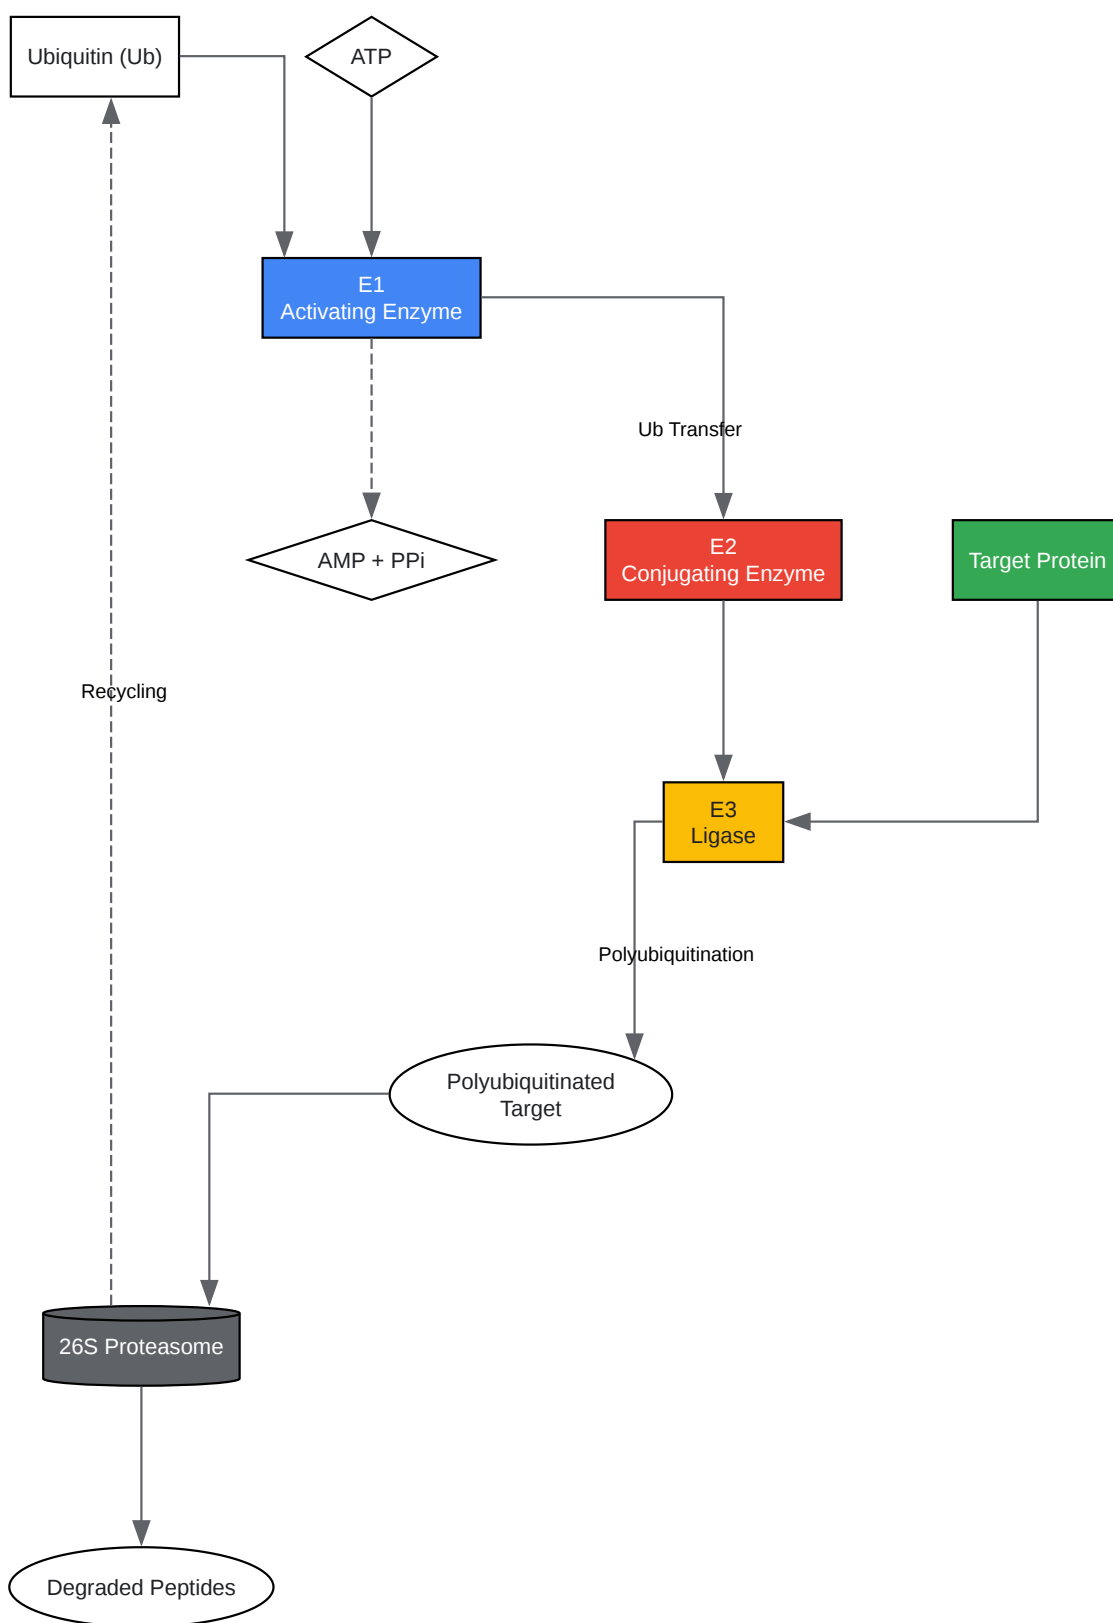 Ubiquitin (Ub)
ATP
E1
Activating Enzyme
Ub Transfer
AMP + PPi
E2
Conjugating Enzyme
Target Protein
Recycling
E3
Ligase
Polyubiquitination
Polyubiquitinated
Target
26S Proteasome
Degraded Peptides